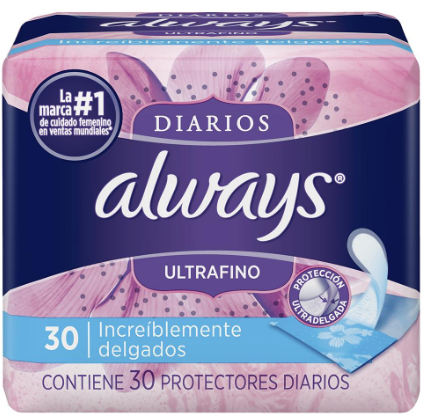 DIARIOS
ULTRAFINO
Increíblemente delgados
La
marca #1
de cuidado femenino
en ventas mundiales*
DIARIOS
always®
ULTRAFINO
PROTECCIÓN
ULTRADELGADA
30 Increíblemente
delgados
CONTIENE 30 PROTECTORES DIARIOS